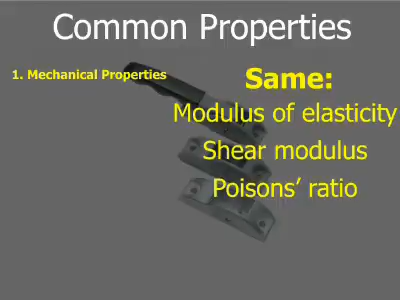 Common Properties
1. Mechanical Properties
Same:
Modulus of elasticity
Shear modulus
Poisons’ ratio